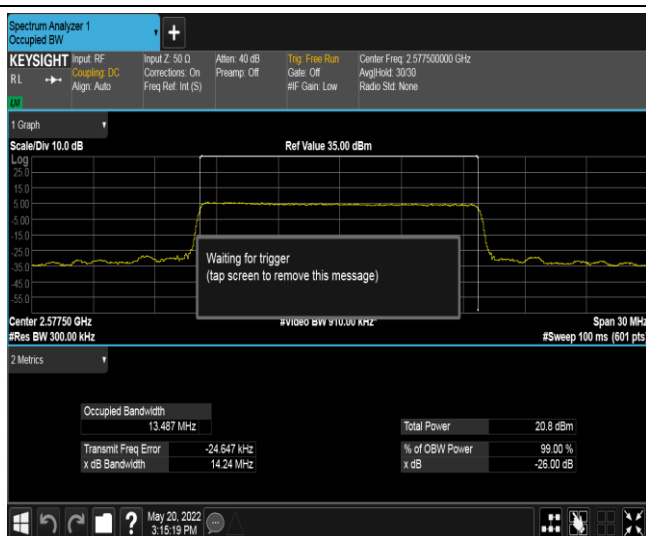 Spectrum Analyzer 1
Occupied BW
+
KEYSIGHT
RL
Input: RF
Coupling: DC
Align: Auto
Input Z: 50 Ω
Corrections: On
Freq Ref: Int (S)
Atten: 40 dB
Preamp: Off
Trig: Free Run
Gate: Off
#IF Gain: Low
Center Freq: 2.577500000 GHz
Avg|Hold: 30/30
Radio Std: None
1 Graph
Scale/Div 10.0 dB
Ref Value 35.00 dBm
Log
25.0
15.0
5.00
-5.00
-15.0
-25.0
-35.0
-45.0
-55.0
Waiting for trigger
(tap screen to remove this message)
Center 2.57750 GHz
#Res BW 300.00 kHz
#Video BW 910.00 kHz*
Span 30 MHz
#Sweep 100 ms (601 pts)
2 Metrics
Occupied Bandwidth
13.487 MHz
Total Power 20.8 dBm
Transmit Freq Error -24.647 kHz
% of OBW Power 99.00 %
x dB Bandwidth 14.24 MHz
x dB -26.00 dB
?
May 20, 2022
3:15:19 PM